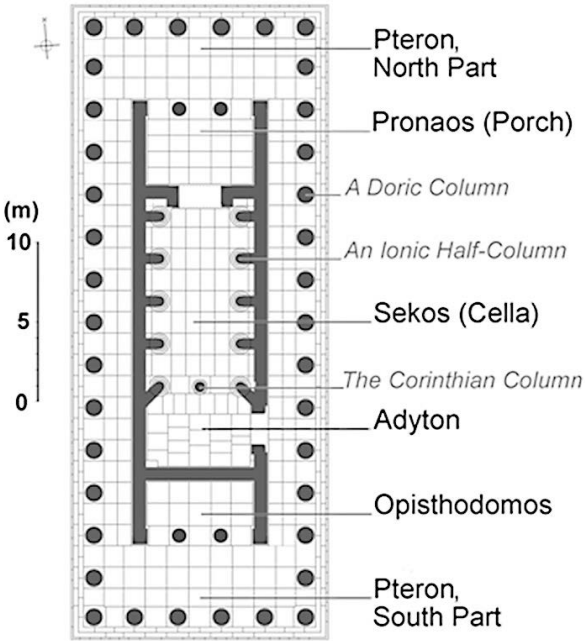 Pteron,
North Part
Pronaos (Porch)
A Doric Column
(m)
10
An Ionic Half-Column
5
Sekos (Cella)
The Corinthian Column
0
Adyton
Opisthodomos
Pteron,
South Part